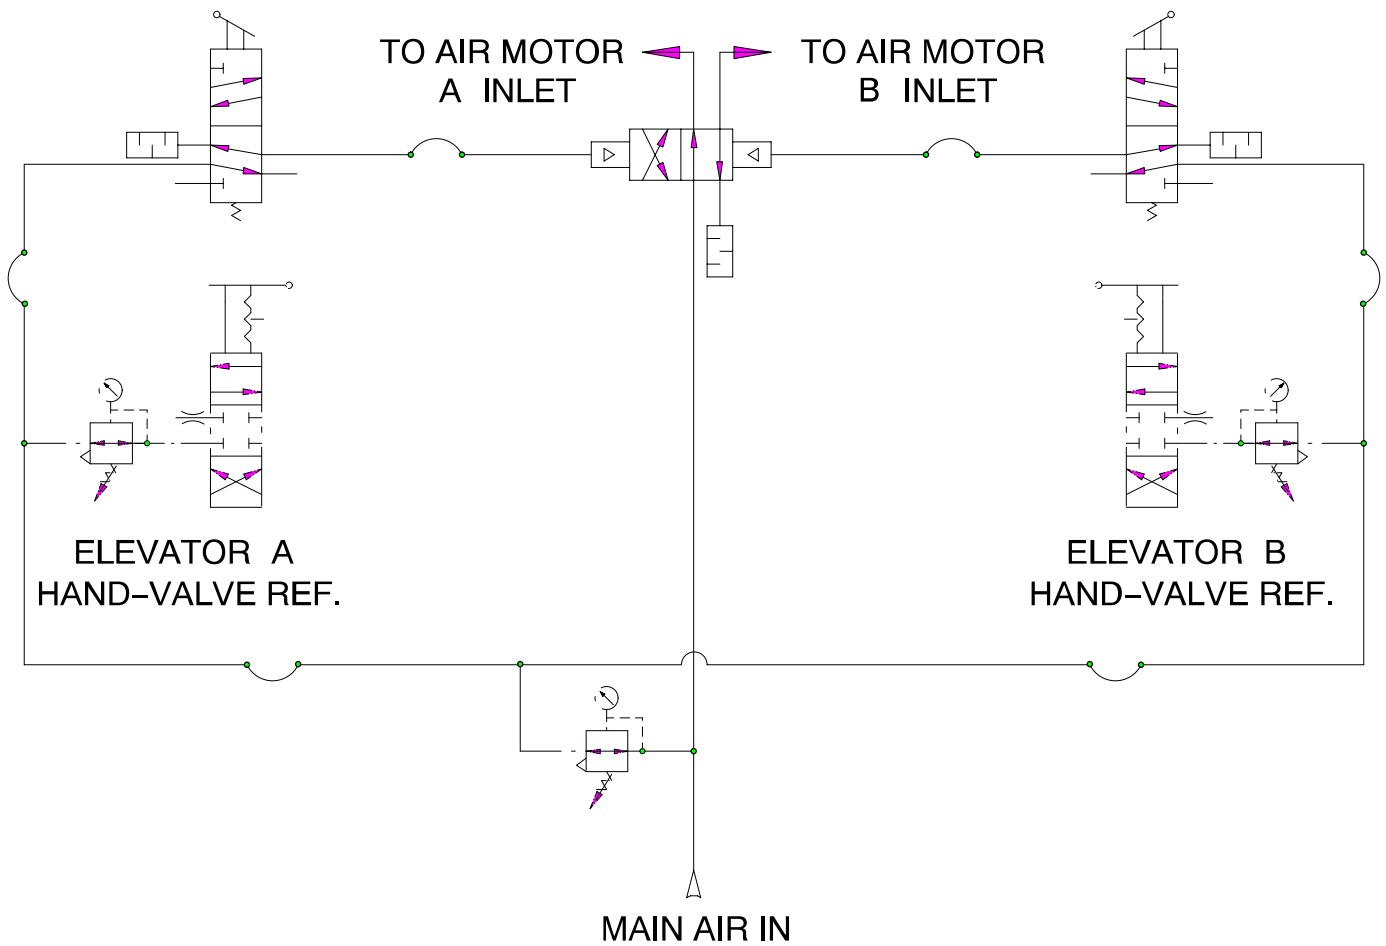 TO AIR MOTOR
A INLET
TO AIR MOTOR
B INLET
ELEVATOR A
HAND-VALVE REF.
ELEVATOR B
HAND-VALVE REF.
MAIN AIR IN